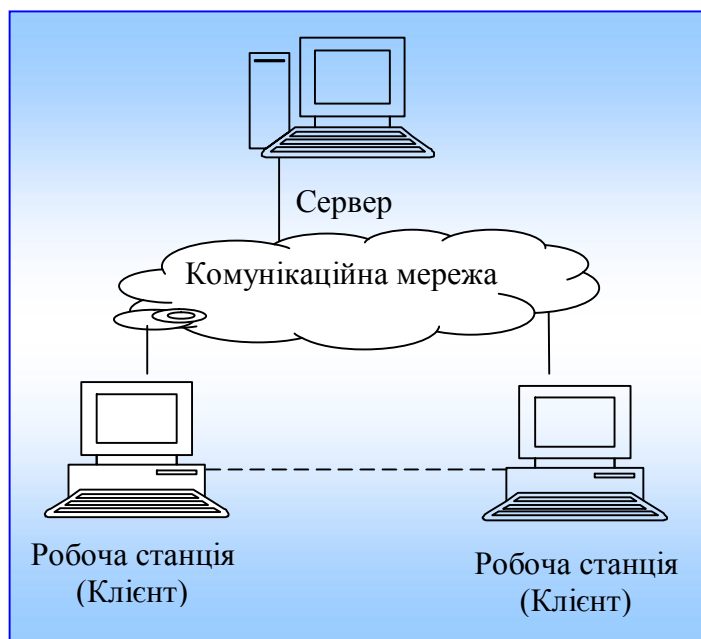 Сервер
Комунікаційна мережа
Робоча станція
(Клієнт)
Робоча станція
(Клієнт)